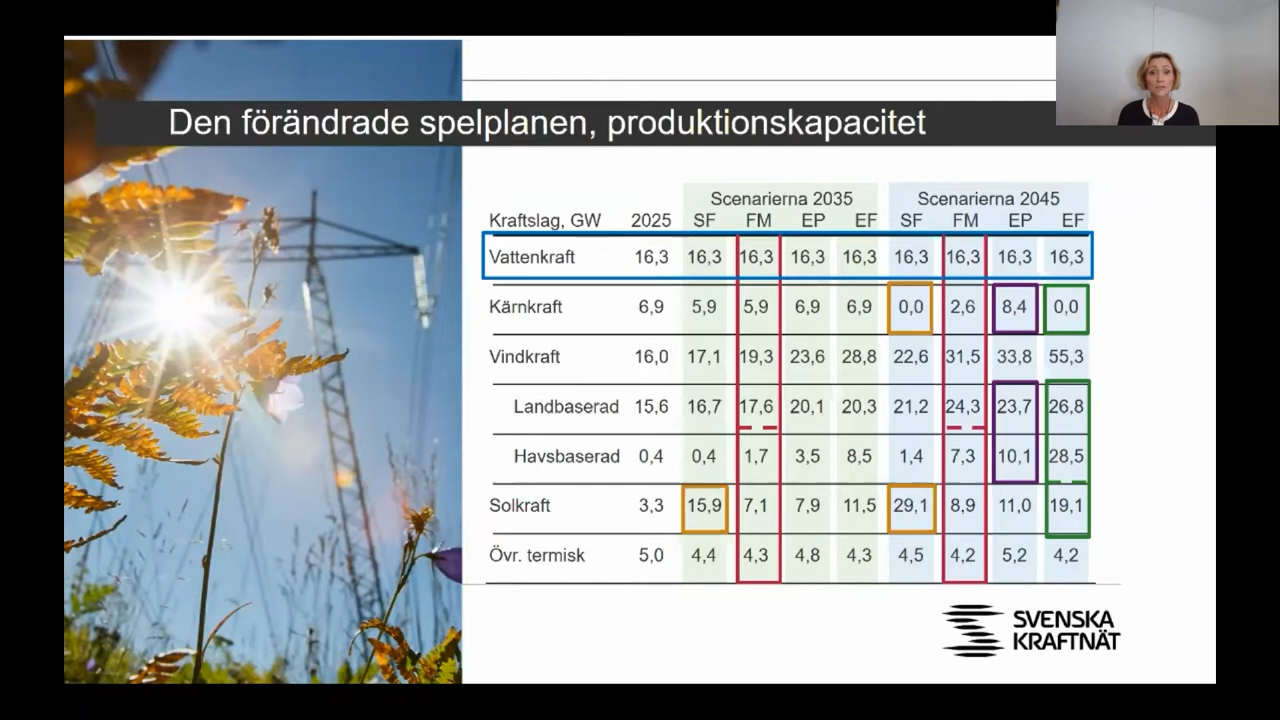 Den förändrade spelplanen, produktionskapacitet
Scenarierna 2035 Scenarierna 2045
Kraftslag, GW 2025 SF FM EP EF SF FM EP EF
Vattenkraft 16,3 16,3 16,3 16,3 16,3 16,3 16,3 16,3 16,3
Kärnkraft 6,9 5,9 5,9 6,9 6,9 0,0 2,6 8,4 0,0
Vindkraft 16,0 17,1 19,3 23,6 28,8 22,6 31,5 33,8 55,3
Landbaserad 15,6 16,7 17,6 20,1 20,3 21,2 24,3 23,7 26,8
Havsbaserad 0,4 0,4 1,7 3,5 8,5 1,4 7,3 10,1 28,5
Solkraft 3,3 15,9 7,1 7,9 11,5 29,1 8,9 11,0 19,1
Övr. termisk 5,0 4,4 4,3 4,8 4,3 4,5 4,2 5,2 4,2
SVENSKA
KRAFTNÄT